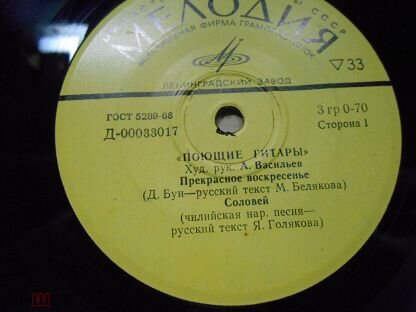 МЕЛОДИЯ
ВСЕСОЮЗНАЯ ФИРМА ГРАМПЛАСТИНОК
▽33
ЛЕНИНГРАДСКИЙ ЗАВОД
ГОСТ 5289-68
3 гр 0-70
Д-00033017
Сторона 1
«ПОЮЩИЕ ГИТАРЫ»
Худ. рук. А. Васильев
Прекрасное воскресенье
(Д. Бун—русский текст М. Белякова)
Соловей
(чилийская нар. песня—
русский текст Я. Голякова)